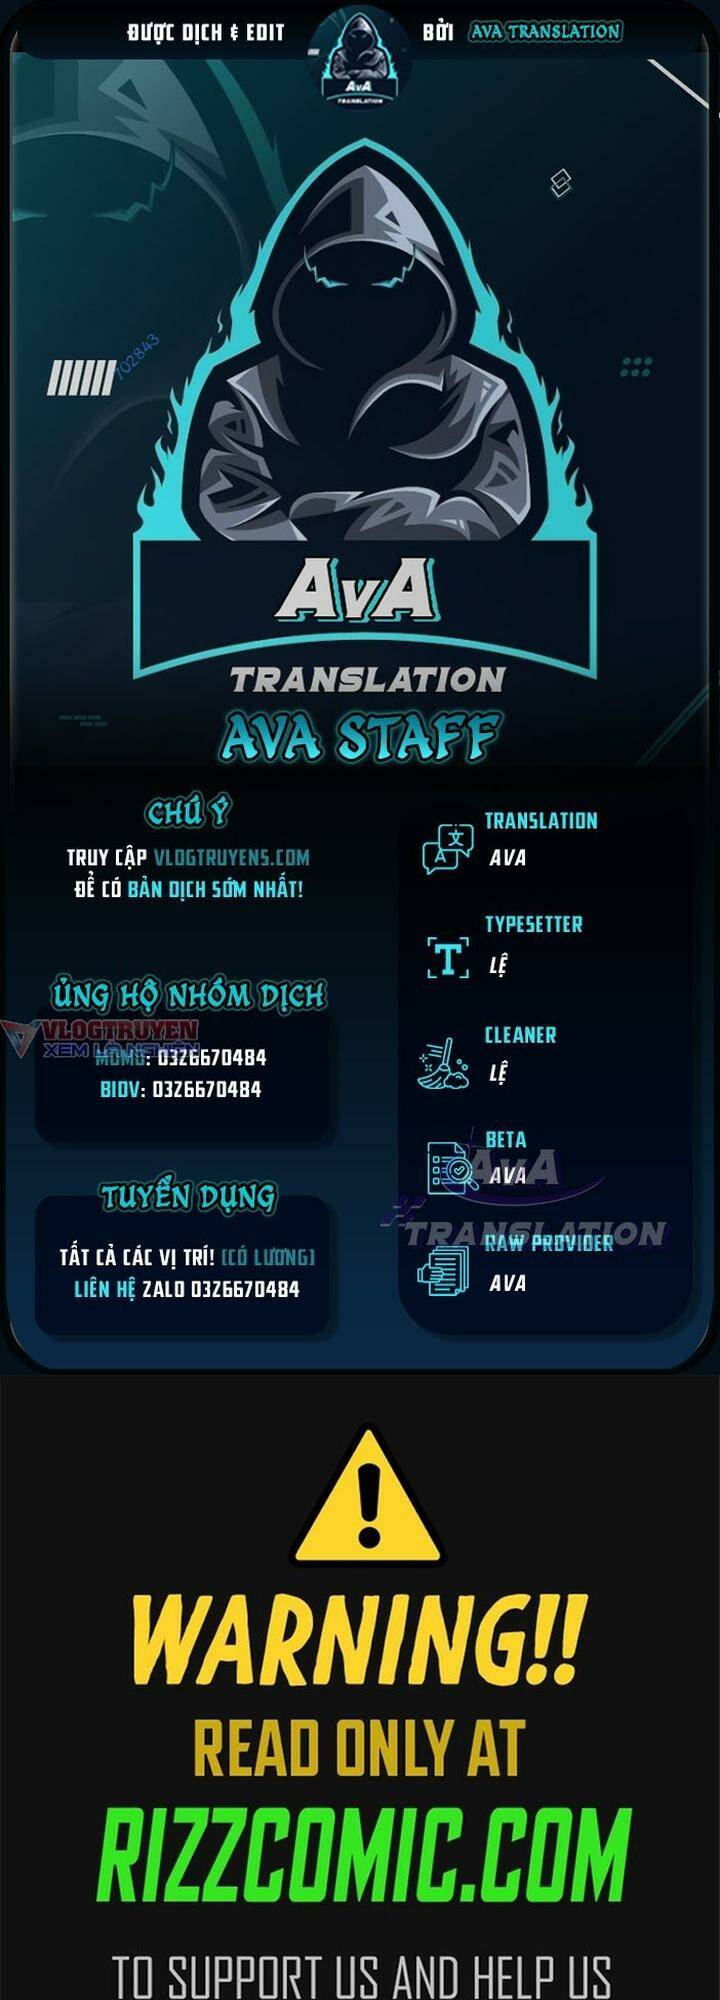 ĐƯỢC DỊCH & EDIT
AVA
TRANSLATION
BỞI AVA TRANSLATION
702843
AVA
TRANSLATION
AVA STAFF
CHÚ Ý
TRUY CẬP VLOGTRUYENS.COM
ĐỂ CÓ BẢN DỊCH SỚM NHẤT!
ỦNG HỘ NHÓM DỊCH
VLOGTRUYEN
XEM LÀ NGHIỆN
MOMO: 0326670484
BIDV: 0326670484
TUYỂN DỤNG
TẤT CẢ CÁC VỊ TRÍ! [CÓ LƯƠNG]
LIÊN HỆ ZALO 0326670484
TRANSLATION
AVA
TYPESETTER
LỆ
CLEANER
LỆ
BETA
AVA
AVA
TRANSLATION
RAW PROVIDER
AVA
WARNING!!
READ ONLY AT
RIZZCOMIC.COM
TO SUPPORT US AND HELP US